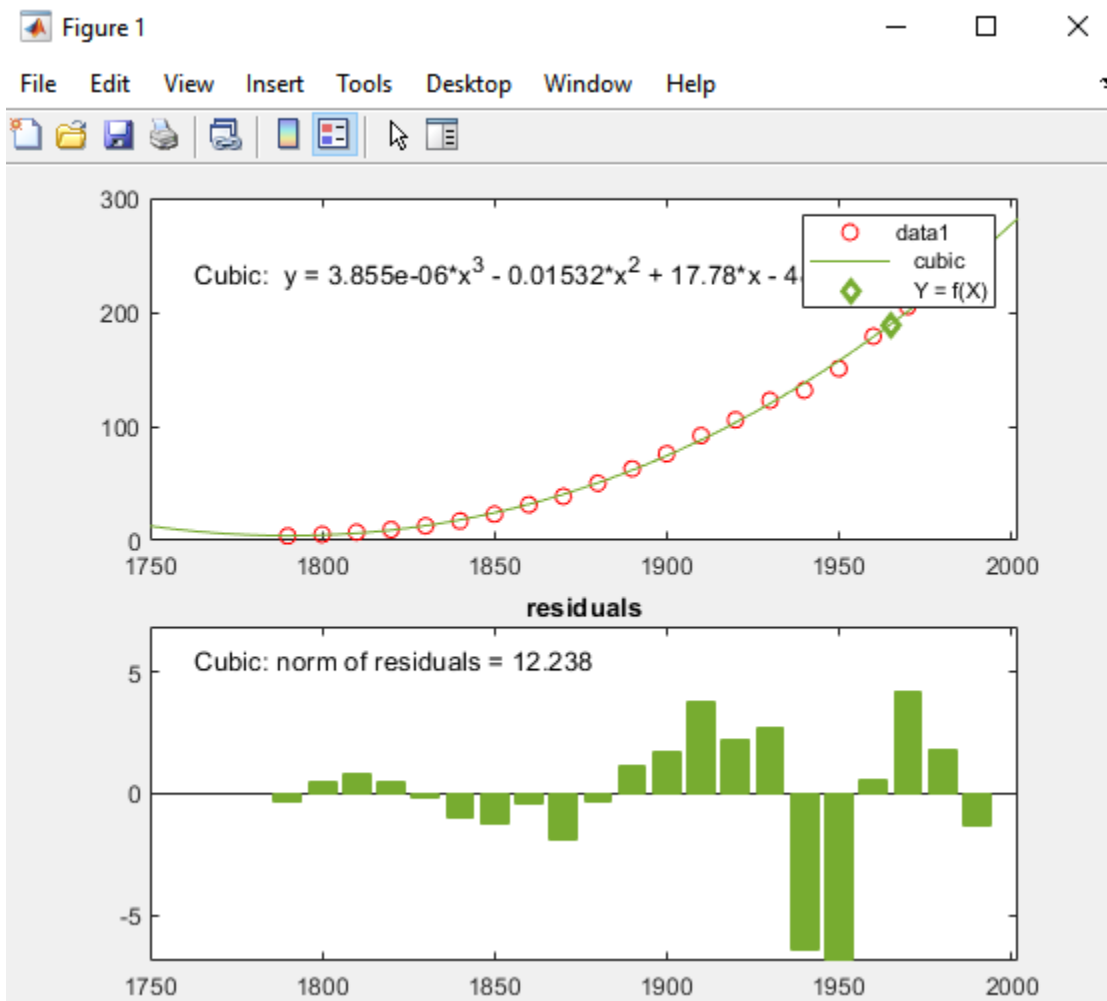 Figure 1
File Edit View Insert Tools Desktop Window Help
300
200
100
0
Cubic: y = 3.855e-06*x^3 - 0.01532*x^2 + 17.78*x - 4
data1
cubic
Y = f(X)
1750 1800 1850 1900 1950 2000
residuals
Cubic: norm of residuals = 12.238
5
0
-5
1750 1800 1850 1900 1950 2000